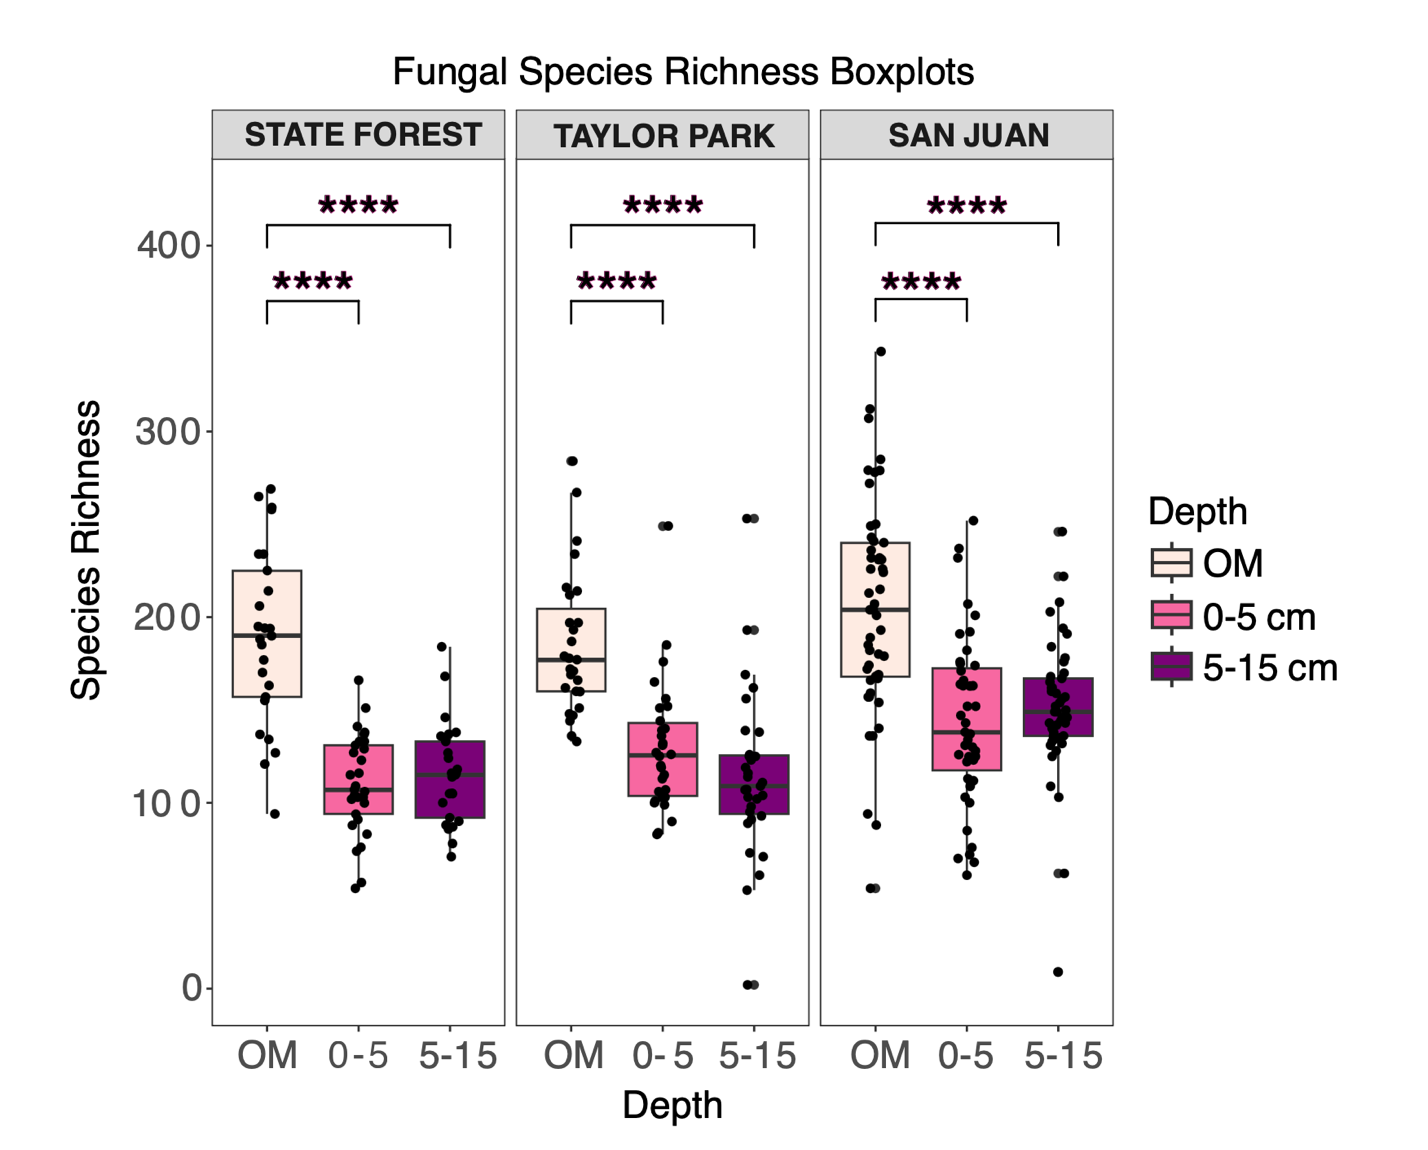 Fungal Species Richness Boxplots
STATE FOREST
TAYLOR PARK
SAN JUAN
**** **** ****
**** **** ****
Species Richness
400
300
200
100
0
OM 0-5 5-15 OM 0-5 5-15 OM 0-5 5-15
Depth
Depth
OM
0-5 cm
5-15 cm